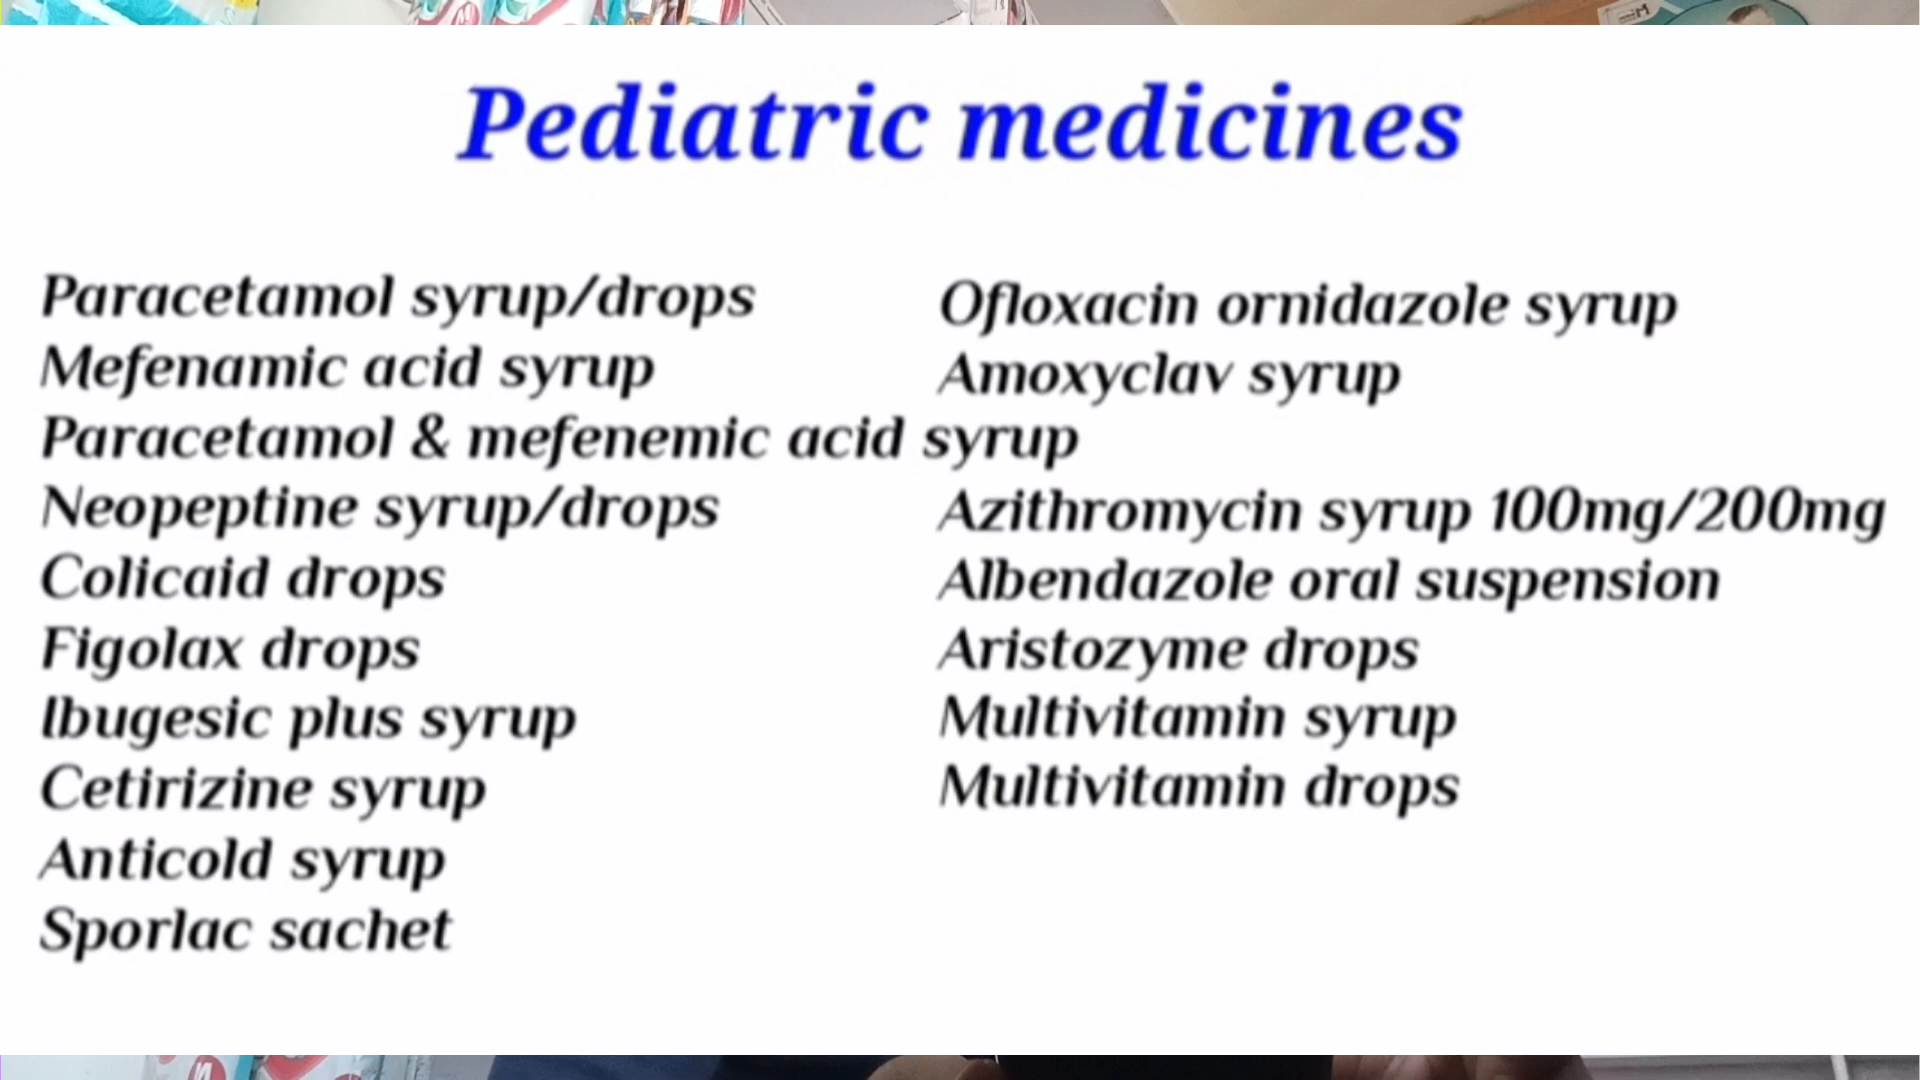 Pediatric medicines
Paracetamol syrup/drops
Mefenamic acid syrup
Paracetamol & mefenemic acid syrup
Neopeptine syrup/drops
Colicaid drops
Figolax drops
Ibugesic plus syrup
Cetirizine syrup
Anticold syrup
Sporlac sachet
Ofloxacin ornidazole syrup
Amoxyclav syrup
Azithromycin syrup 100mg/200mg
Albendazole oral suspension
Aristozyme drops
Multivitamin syrup
Multivitamin drops